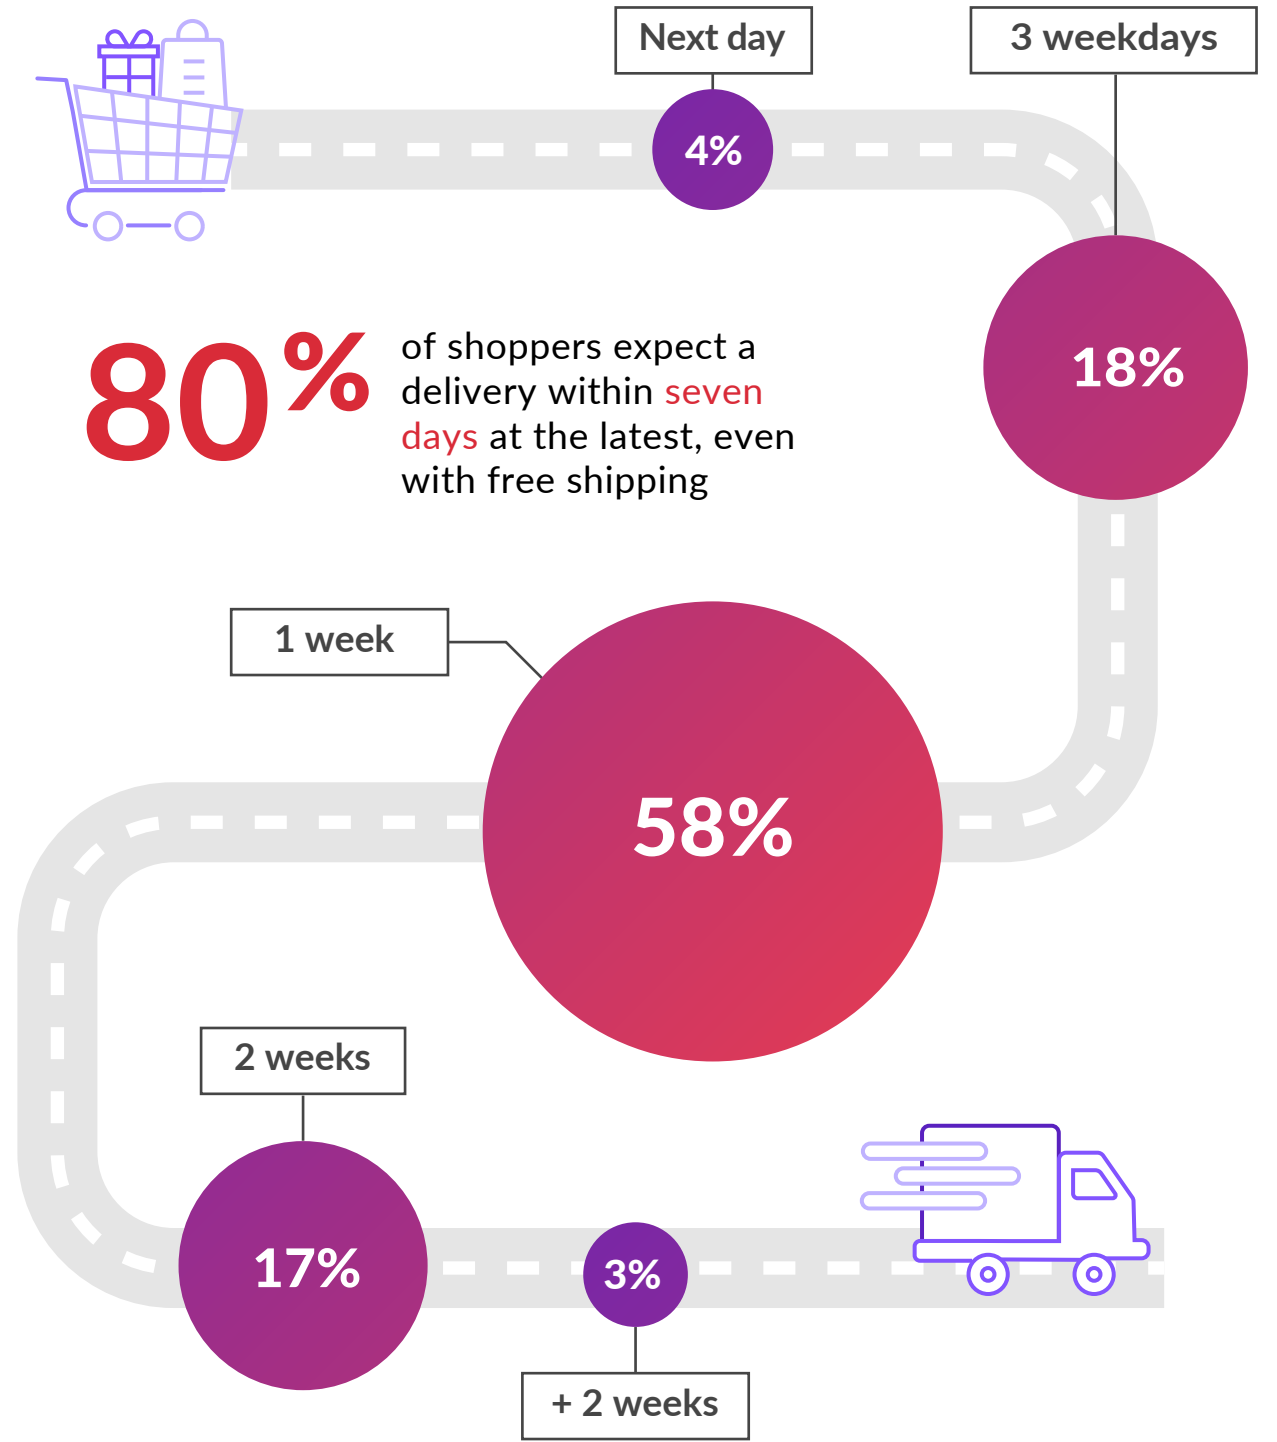 Next day
3 weekdays
4%
18%
80%
of shoppers expect a
delivery within seven
days at the latest, even
with free shipping
1 week
58%
2 weeks
17%
3%
+ 2 weeks